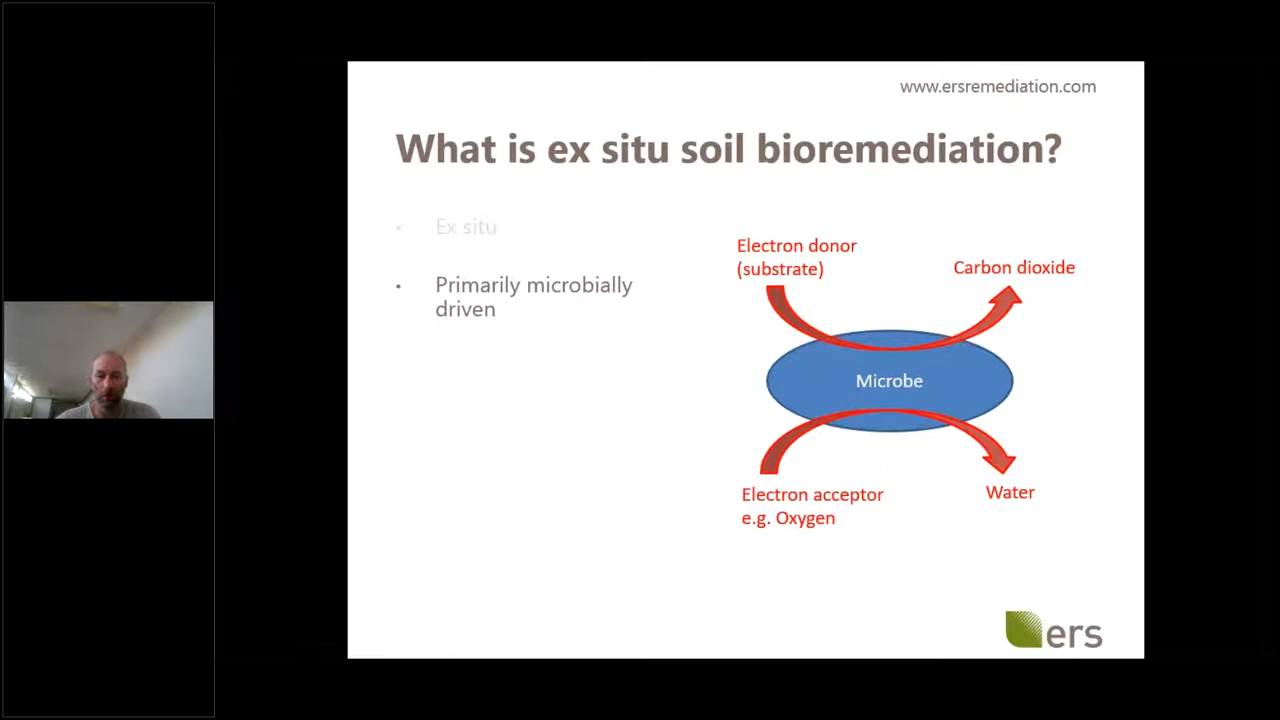 www.ersremediation.com
What is ex situ soil bioremediation?
• Ex situ
• Primarily microbially
driven
Electron donor
(substrate)
Carbon dioxide
Microbe
Electron acceptor
e.g. Oxygen
Water
ers